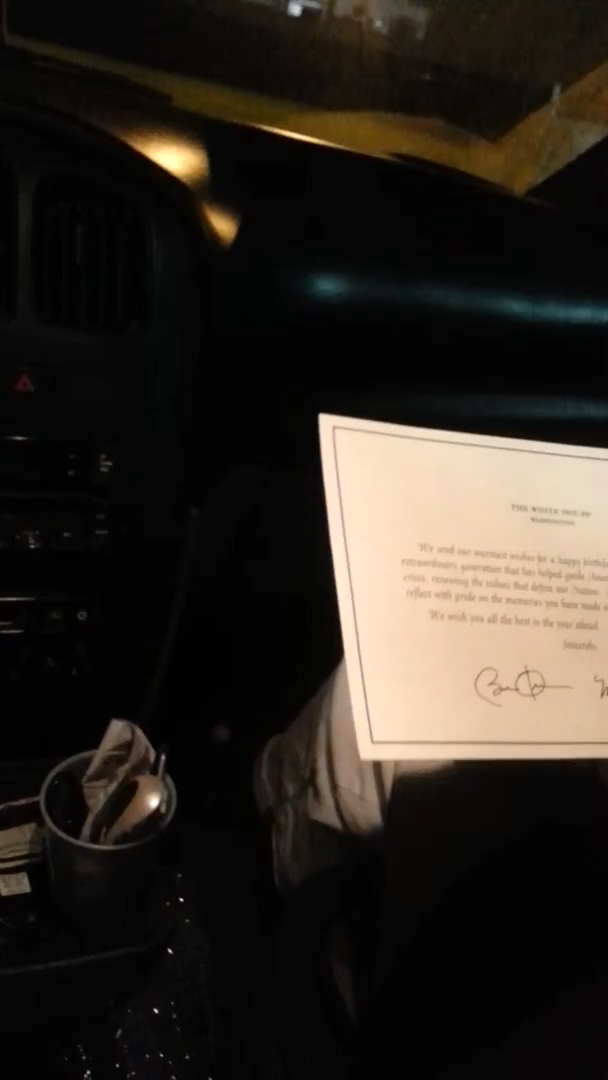 THE WHITE HOUSE
WASHINGTON
We send our warmest wishes for a happy birthda
extraordinary generation that has helped guide Amer
crisis, renewing the values that define our Nation.
reflect with pride on the memories you have made a
We wish you all the best in the year ahead.
Sincerely,